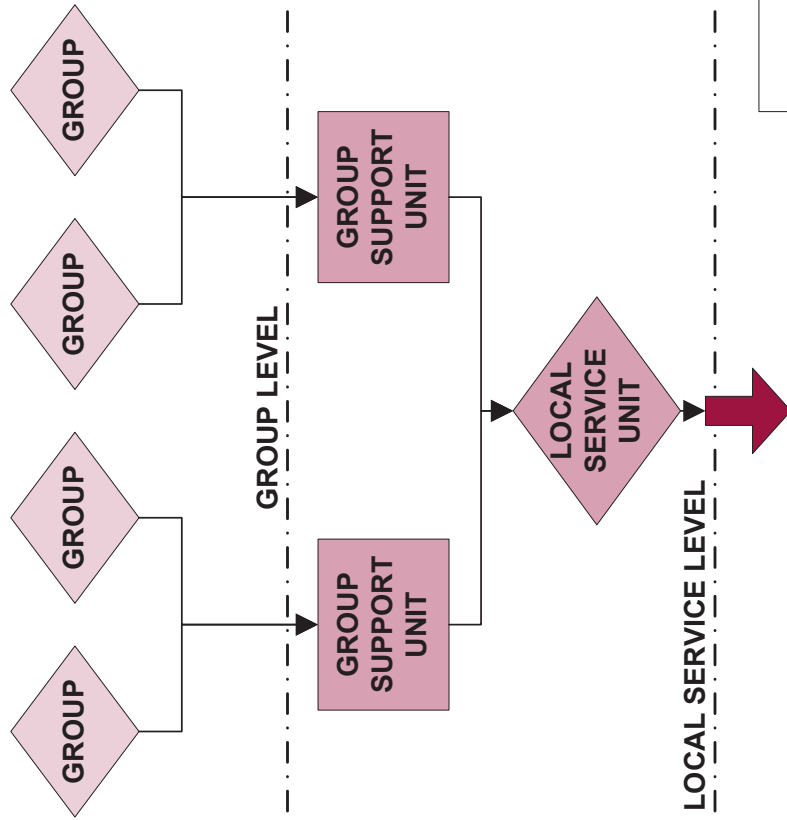 GROUP
GROUP
GROUP
GROUP
GROUP LEVEL
GROUP
SUPPORT
UNIT
GROUP
SUPPORT
UNIT
LOCAL
SERVICE
UNIT
LOCAL SERVICE LEVEL